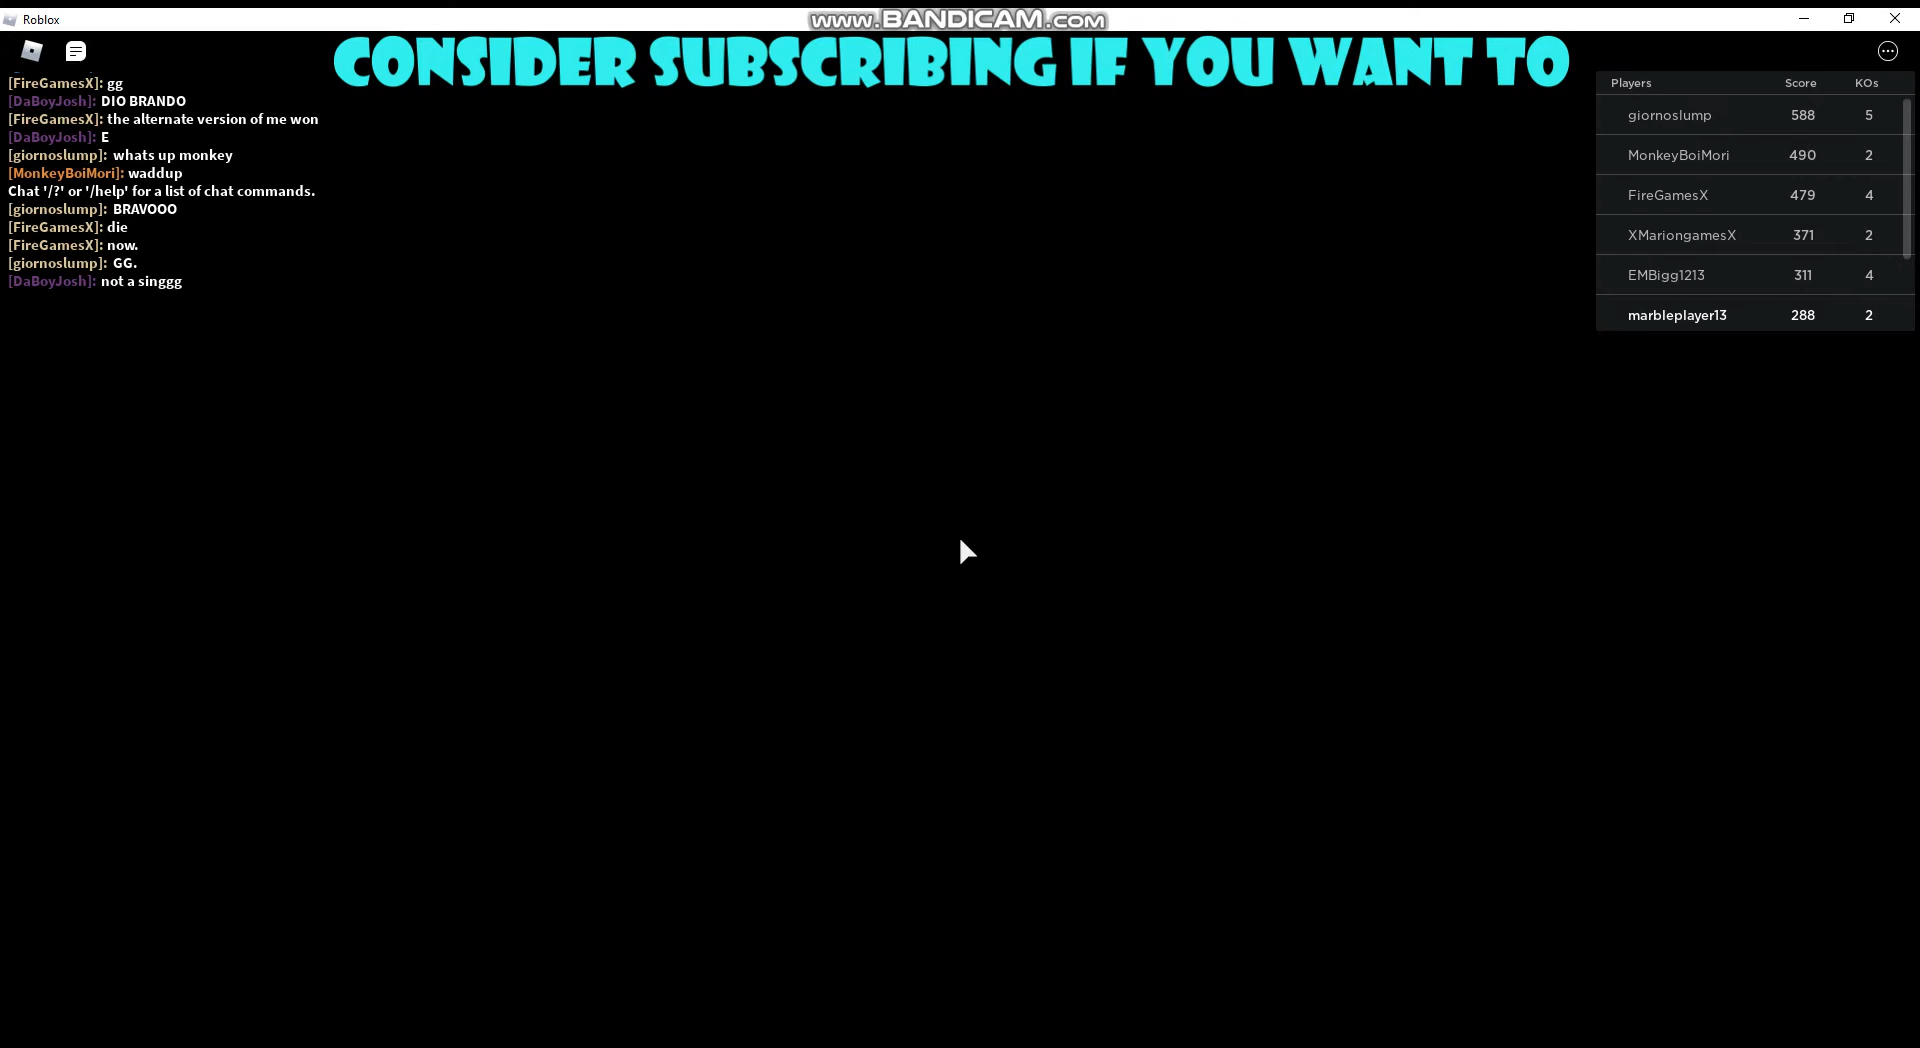 Roblox
www.BANDICAM.com
CONSIDER SUBSCRIBING IF YOU WANT TO
[FireGamesX]: gg
[DaBoyJosh]: DIO BRANDO
[FireGamesX]: the alternate version of me won
[DaBoyJosh]: E
[giornoslump]: whats up monkey
[MonkeyBoiMori]: waddup
Chat '/?' or '/help' for a list of chat commands.
[giornoslump]: BRAVOOO
[FireGamesX]: die
[FireGamesX]: now.
[giornoslump]: GG.
[DaBoyJosh]: not a singgg
Players Score KOs
giornoslump 588 5
MonkeyBoiMori 490 2
FireGamesX 479 4
XMariongamesX 371 2
EMBigg1213 311 4
marbleplayer13 288 2